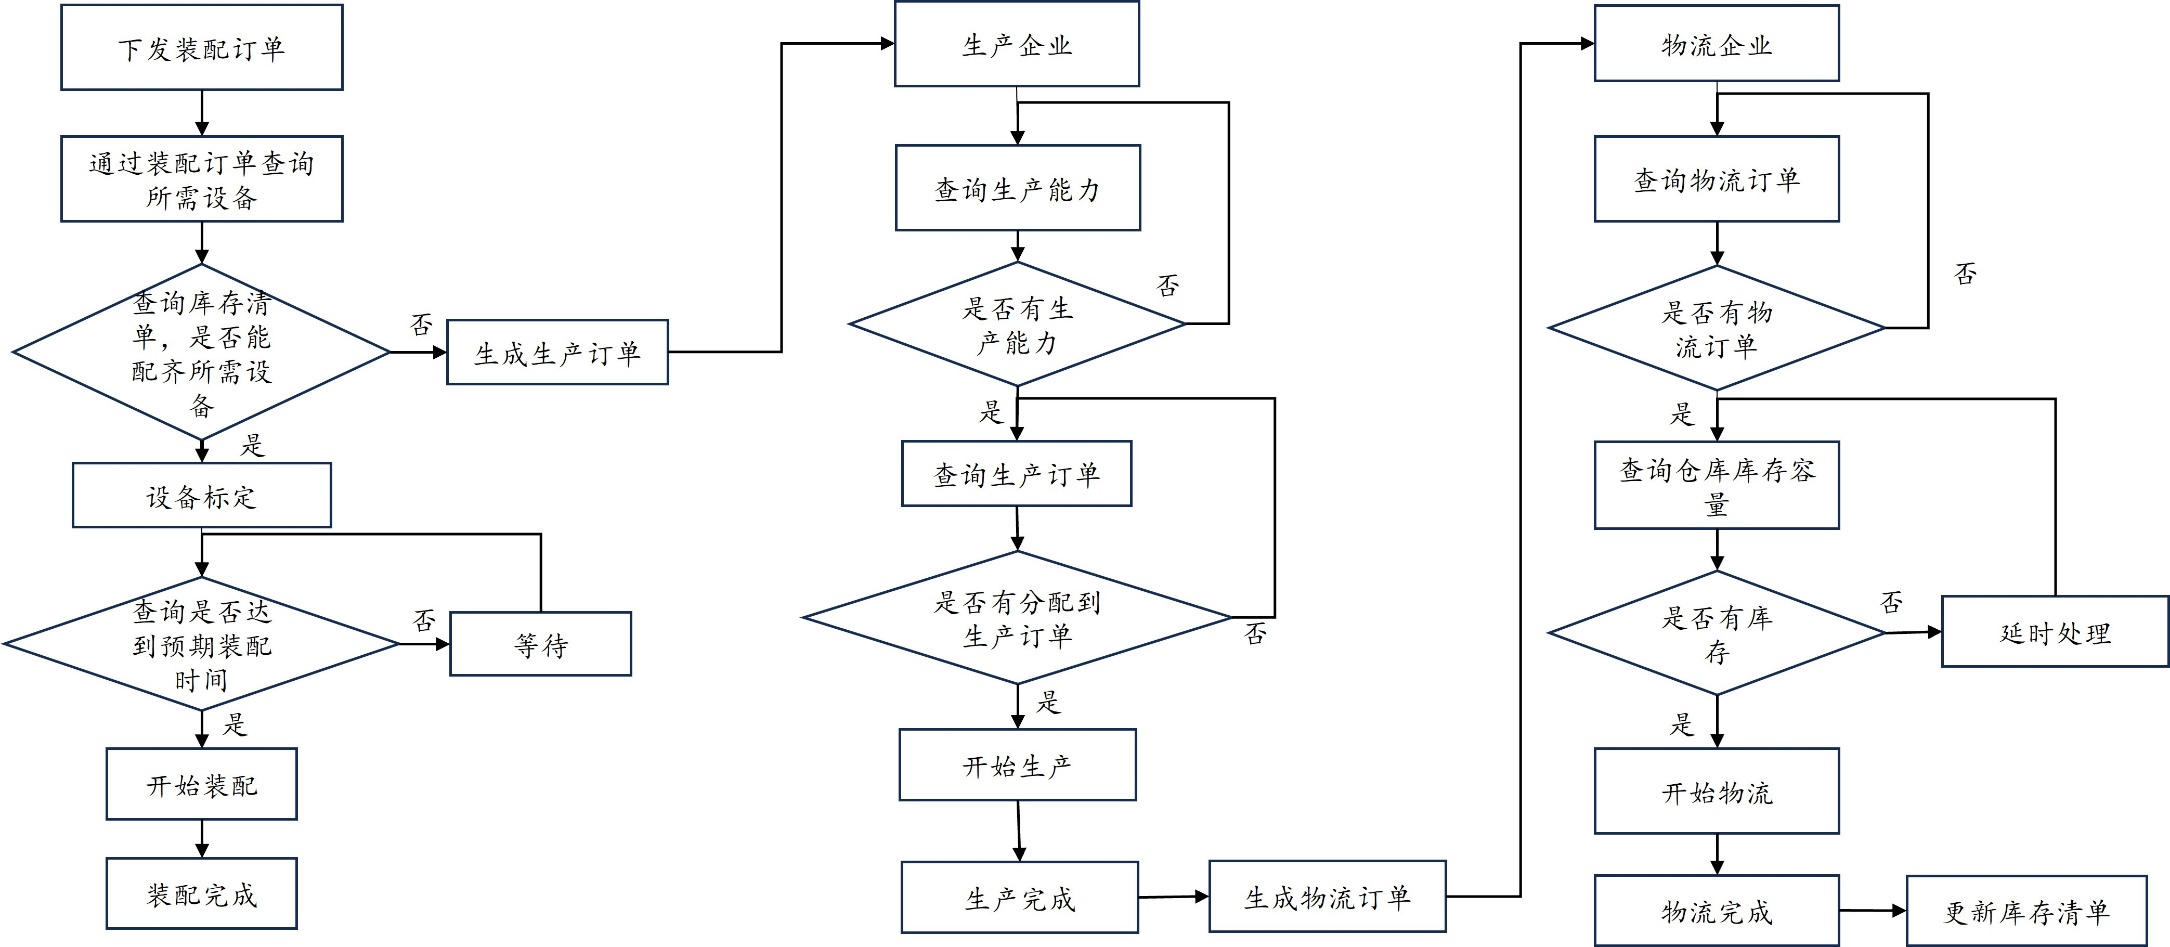 下发装配订单
通过装配订单查询
所需设备
查询库存清
单，是否能
配齐所需设
备
否
生成生产订单
是
设备标定
查询是否达
到预期装配
时间
否
等待
是
开始装配
装配完成
生产企业
查询生产能力
是否有生
产能力
否
是
查询生产订单
是否有分配到
生产订单
否
是
开始生产
生产完成
生成物流订单
物流企业
查询物流订单
是否有物
流订单
否
是
查询仓库库存容
量
是否有库
存
否
延时处理
是
开始物流
物流完成
更新库存清单